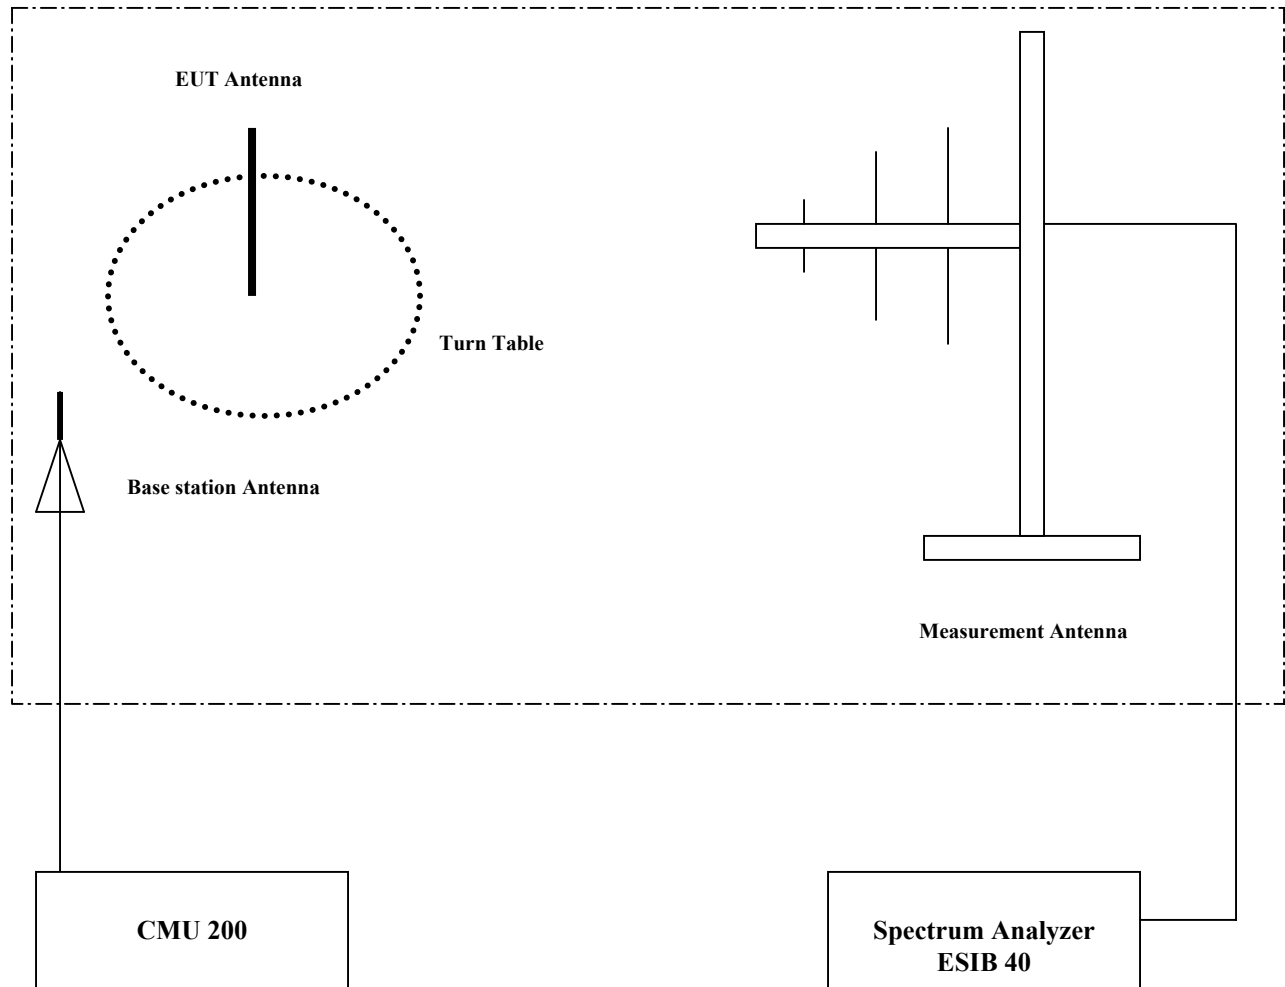 EUT Antenna
Turn Table
Base station Antenna
Measurement Antenna
CMU 200
Spectrum Analyzer
ESIB 40